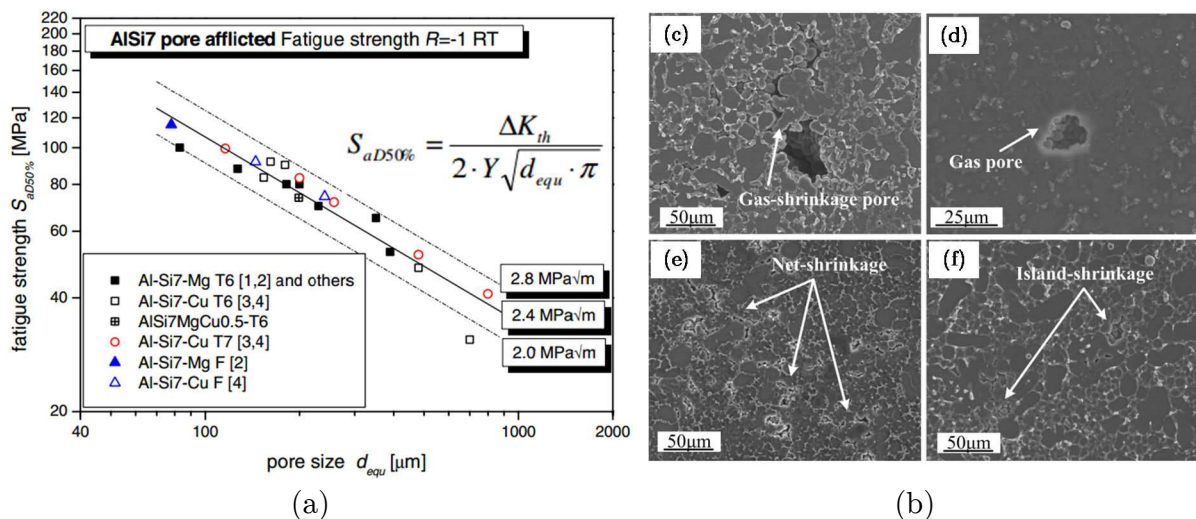 220
200
180
160
140
120
100
80
60
40
20
40
100
1000
2000
fatigue strength S_aD50% [MPa]
pore size d_equ [µm]
AlSi7 pore afflicted Fatigue strength R=-1 RT
S_aD50% = ΔK_th / (2 · Y√(d_equ · π))
2.8 MPa√m
2.4 MPa√m
2.0 MPa√m
Al-Si7-Mg T6 [1,2] and others
Al-Si7-Cu T6 [3,4]
AlSi7MgCu0.5-T6
Al-Si7-Cu T7 [3,4]
Al-Si7-Mg F [2]
Al-Si7-Cu F [4]
(a)
(c)
Gas-shrinkage pore
50µm
(d)
Gas pore
25µm
(e)
Net-shrinkage
50µm
(f)
Island-shrinkage
50µm
(b)